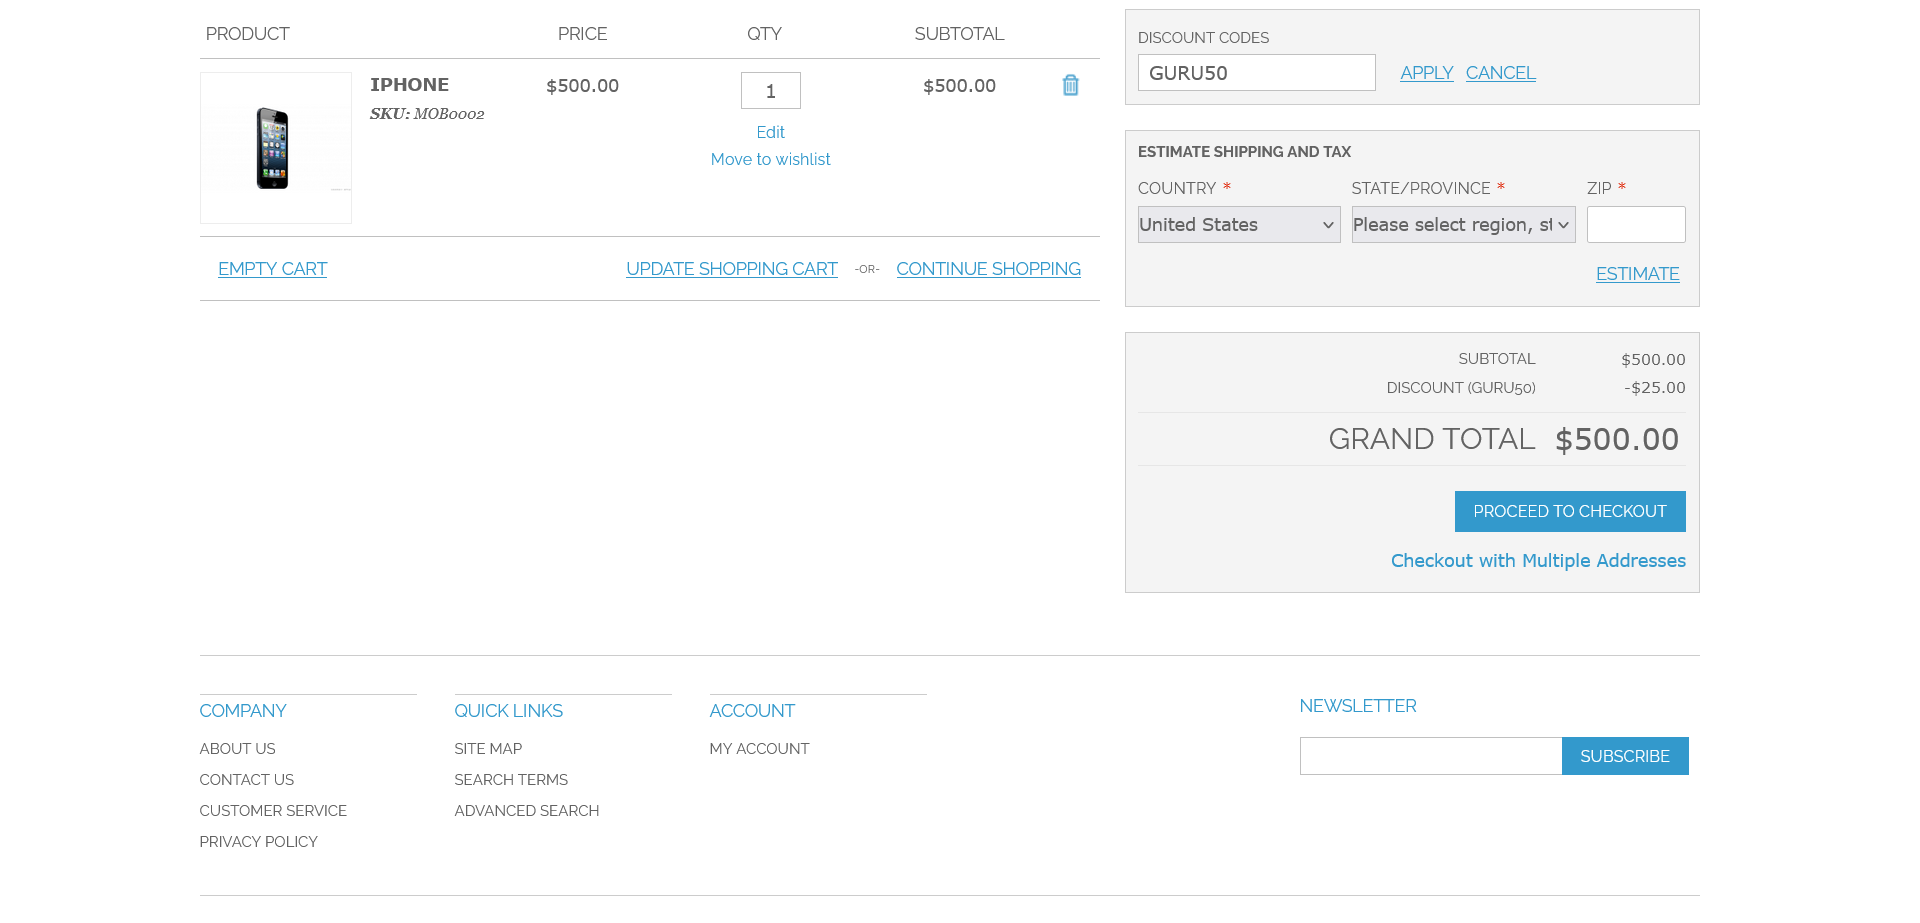 PRODUCT PRICE QTY SUBTOTAL
IPHONE $500.00 1 $500.00
SKU: MOB0002
Edit
Move to wishlist
EMPTY CART UPDATE SHOPPING CART -OR- CONTINUE SHOPPING
DISCOUNT CODES
GURU50 APPLY CANCEL
ESTIMATE SHIPPING AND TAX
COUNTRY * STATE/PROVINCE * ZIP *
United States Please select region, st
ESTIMATE
SUBTOTAL $500.00
DISCOUNT (GURU50) -$25.00
GRAND TOTAL $500.00
PROCEED TO CHECKOUT
Checkout with Multiple Addresses
COMPANY
ABOUT US
CONTACT US
CUSTOMER SERVICE
PRIVACY POLICY
QUICK LINKS
SITE MAP
SEARCH TERMS
ADVANCED SEARCH
ACCOUNT
MY ACCOUNT
NEWSLETTER
SUBSCRIBE